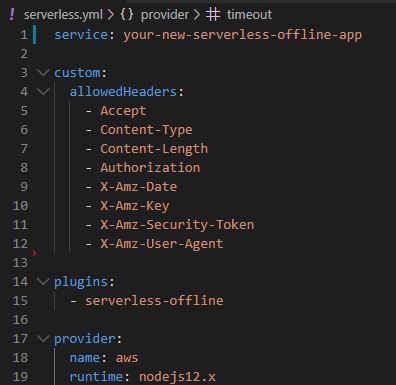 ! serverless.yml > {} provider > # timeout
1 service: your-new-serverless-offline-app
2
3 custom:
4 allowedHeaders:
5 - Accept
6 - Content-Type
7 - Content-Length
8 - Authorization
9 - X-Amz-Date
10 - X-Amz-Key
11 - X-Amz-Security-Token
12 - X-Amz-User-Agent
13
14 plugins:
15 - serverless-offline
16
17 provider:
18 name: aws
19 runtime: nodejs12.x